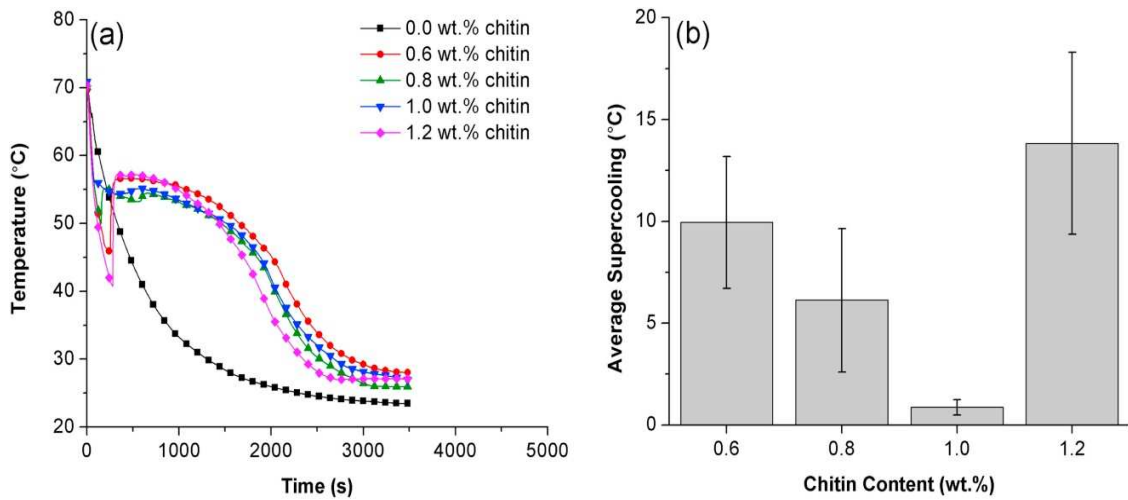 (a)
0.0 wt.% chitin
0.6 wt.% chitin
0.8 wt.% chitin
1.0 wt.% chitin
1.2 wt.% chitin
80
70
60
50
40
30
20
Temperature (°C)
0 1000 2000 3000 4000 5000
Time (s)
(b)
20
15
10
5
0
Average Supercooling (°C)
0.6 0.8 1.0 1.2
Chitin Content (wt.%)